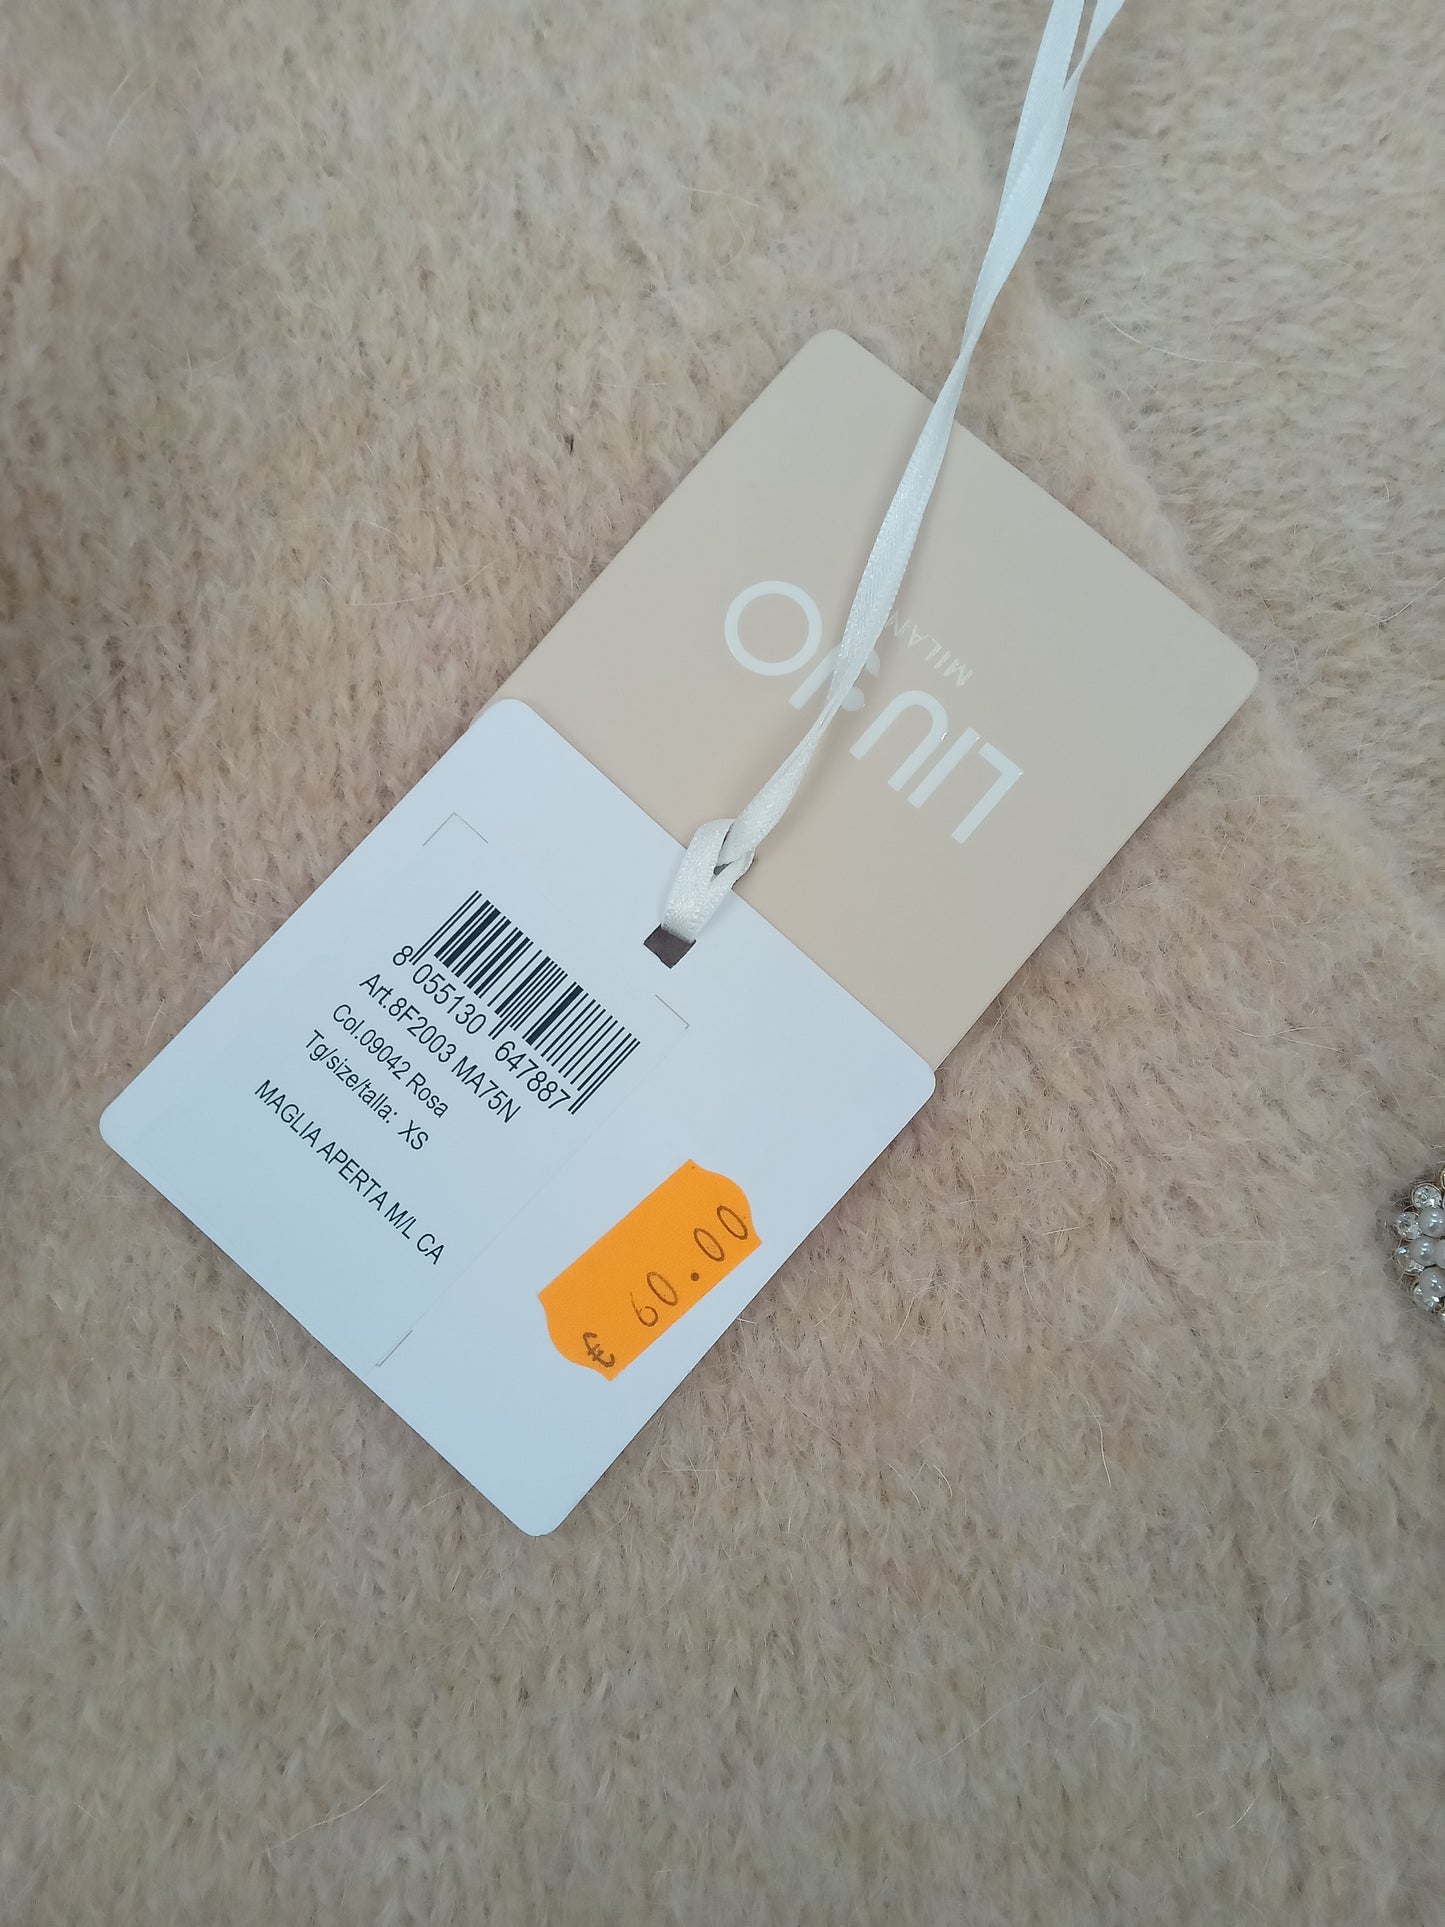 LIU·JO
MILAN
8 055130 647887
Art.8F2003 MA75N
Col.09042 Rosa
Tg/size/talla: XS
MAGLIA APERTA M/L CA
€ 60.00